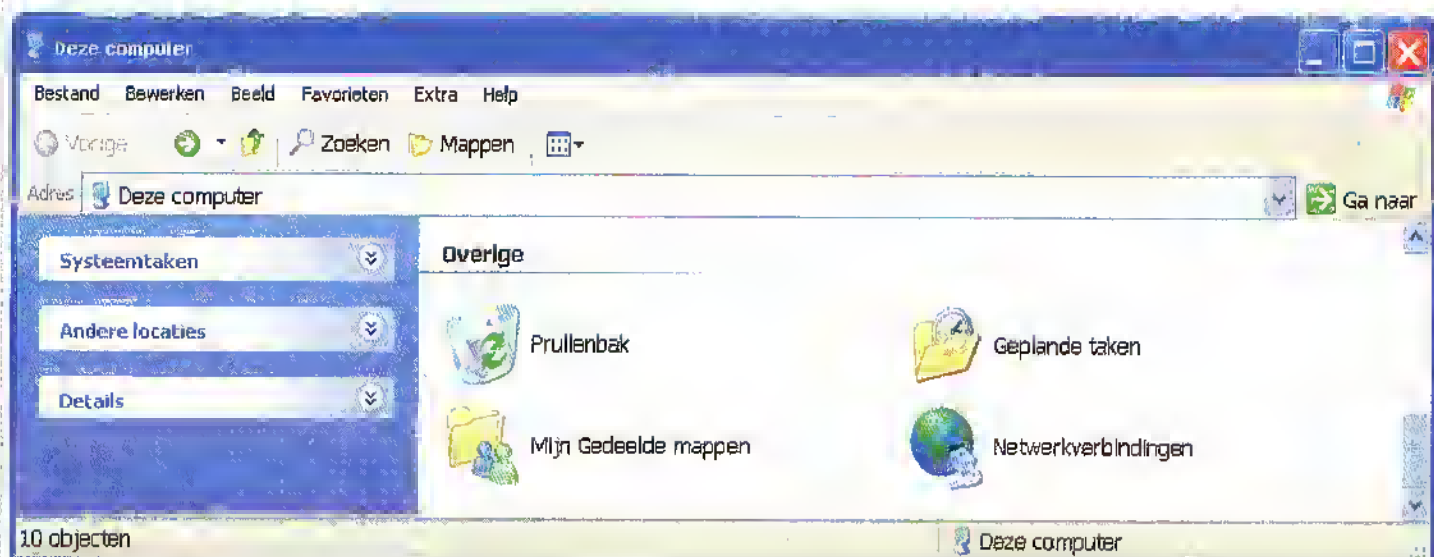 Deze computer
Bestand Bewerken Beeld Favorieten Extra Help
Vorige Zoeken Mappen
Adres Deze computer Ga naar
Systeemtaken
Overige
Andere locaties
Prullenbak Geplande taken
Details
Mijn Gedeelde mappen Netwerkverbindingen
10 objecten Deze computer